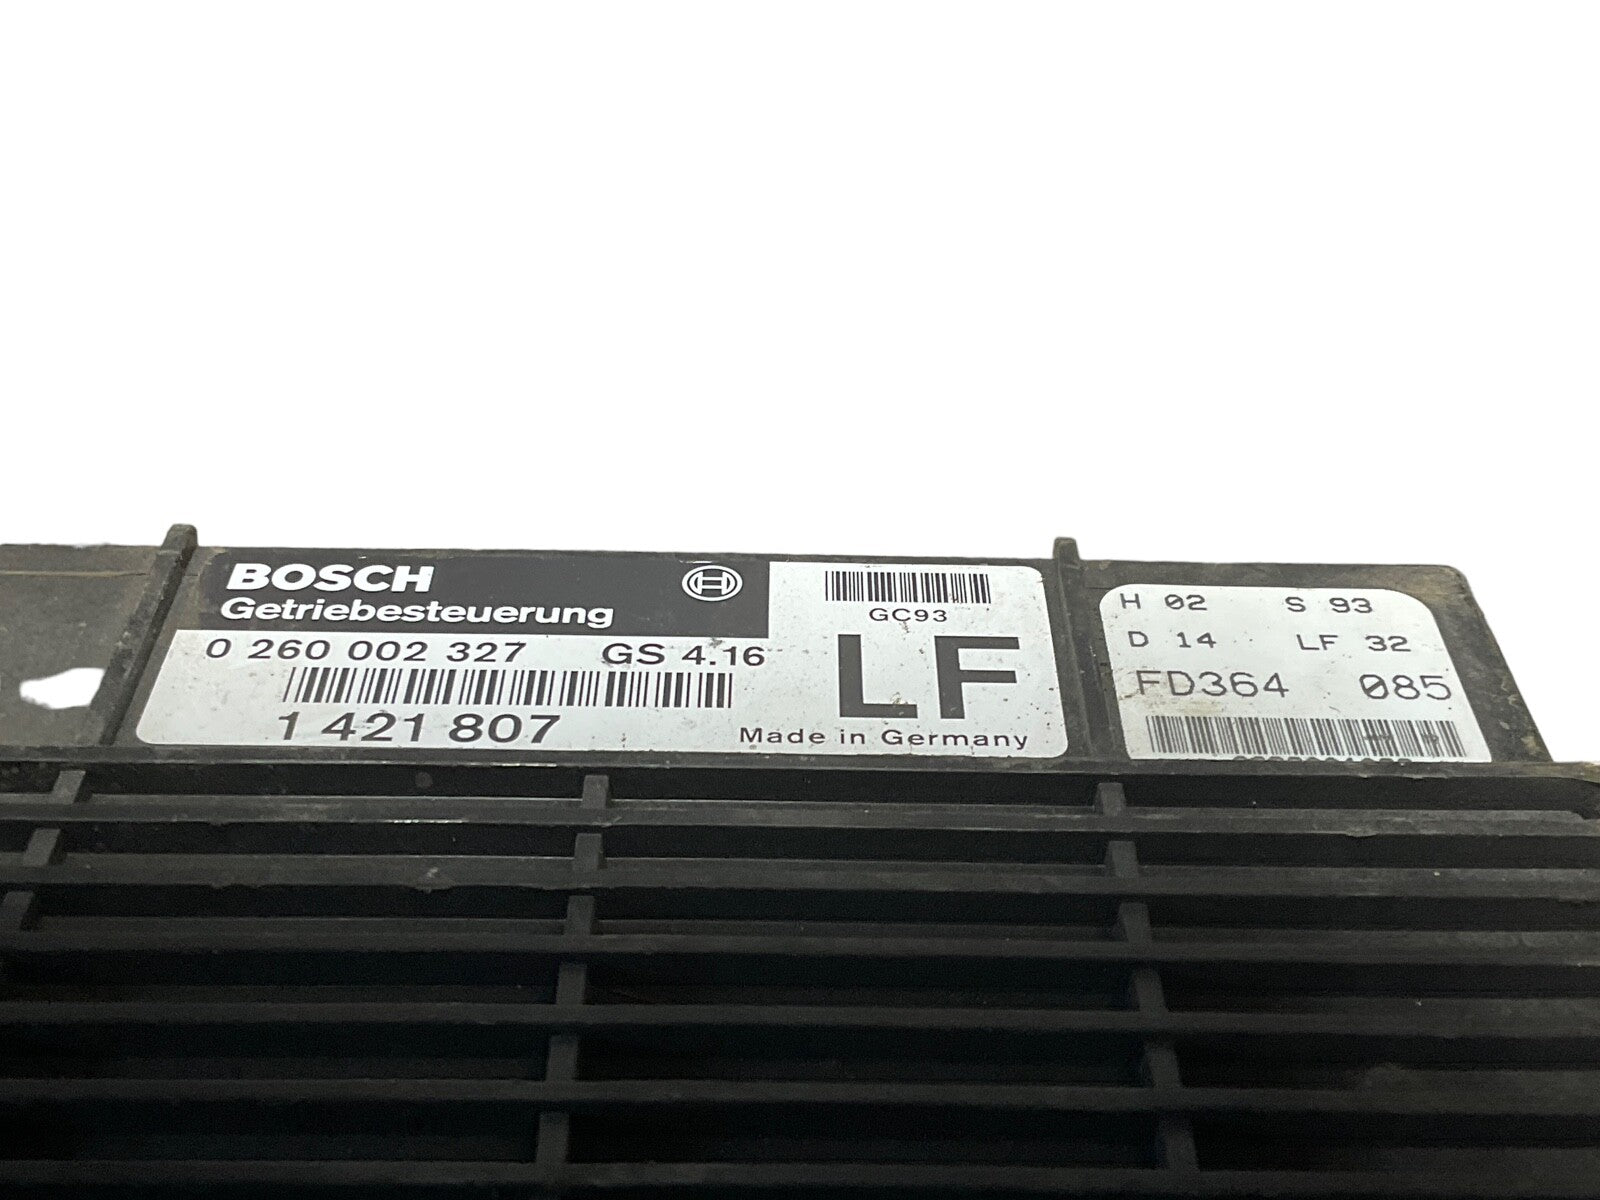 BOSCH
Getriebesteuerung
0 260 002 327 GS 4.16
1 421 807
GC93
LF
Made in Germany
H 02 S 93
D 14 LF 32
FD364 085